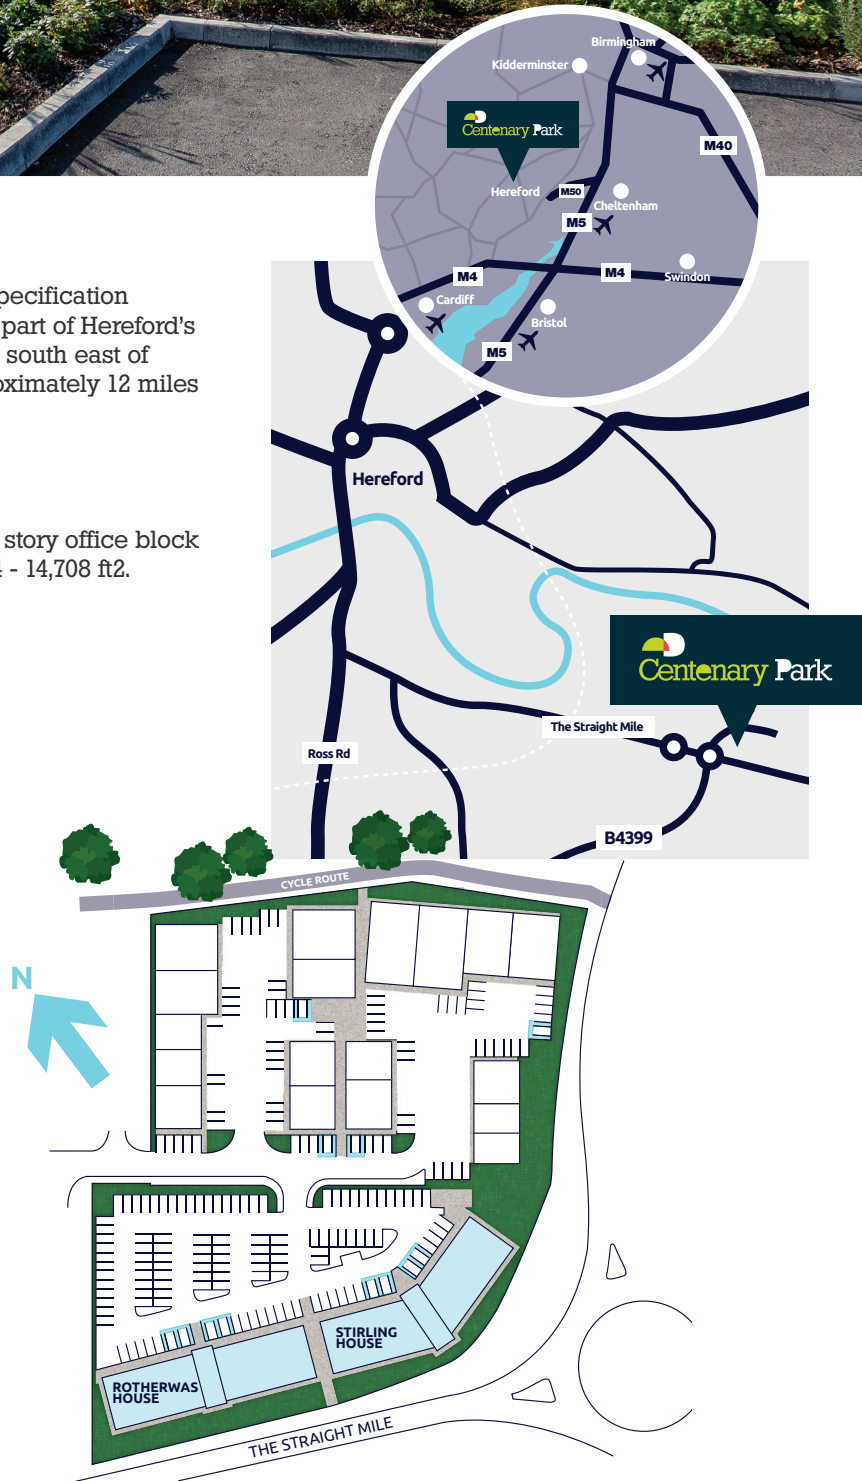 Birmingham
Kidderminster
Centenary Park
M40
Hereford
M50
Cheltenham
M5
M4
M4
Swindon
Cardiff
Bristol
M5
part of Hereford's
south east of
12 miles
story office block
- 14,708 ft2.
Hereford
Centenary Park
The Straight Mile
Ross Rd
B4399
CYCLE ROUTE
N
STIRLING
HOUSE
ROTHERWAS
HOUSE
THE STRAIGHT MILE